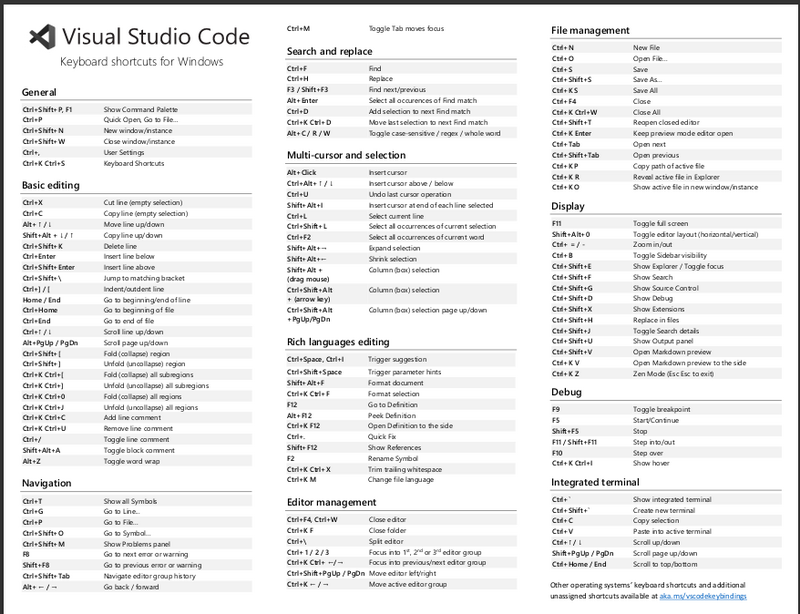 Visual Studio Code
Keyboard shortcuts for Windows
General
Ctrl+Shift+P, F1 Show Command Palette
Ctrl+P Quick Open, Go to File…
Ctrl+Shift+N New window/instance
Ctrl+Shift+W Close window/instance
Ctrl+, User Settings
Ctrl+K Ctrl+S Keyboard Shortcuts
Basic editing
Ctrl+X Cut line (empty selection)
Ctrl+C Copy line (empty selection)
Alt+ ↑ / ↓ Move line up/down
Shift+Alt + ↓ / ↑ Copy line up/down
Ctrl+Shift+K Delete line
Ctrl+Enter Insert line below
Ctrl+Shift+Enter Insert line above
Ctrl+Shift+\ Jump to matching bracket
Ctrl+] / [ Indent/outdent line
Home / End Go to beginning/end of line
Ctrl+Home Go to beginning of file
Ctrl+End Go to end of file
Ctrl+↑ / ↓ Scroll line up/down
Alt+PgUp / PgDn Scroll page up/down
Ctrl+Shift+[ Fold (collapse) region
Ctrl+Shift+] Unfold (uncollapse) region
Ctrl+K Ctrl+[ Fold (collapse) all subregions
Ctrl+K Ctrl+] Unfold (uncollapse) all subregions
Ctrl+K Ctrl+0 Fold (collapse) all regions
Ctrl+K Ctrl+J Unfold (uncollapse) all regions
Ctrl+K Ctrl+C Add line comment
Ctrl+K Ctrl+U Remove line comment
Ctrl+/ Toggle line comment
Shift+Alt+A Toggle block comment
Alt+Z Toggle word wrap
Navigation
Ctrl+T Show all Symbols
Ctrl+G Go to Line...
Ctrl+P Go to File...
Ctrl+Shift+O Go to Symbol...
Ctrl+Shift+M Show Problems panel
F8 Go to next error or warning
Shift+F8 Go to previous error or warning
Ctrl+Shift+Tab Navigate editor group history
Alt+ ← / → Go back / forward
Ctrl+M Toggle Tab moves focus
Search and replace
Ctrl+F Find
Ctrl+H Replace
F3 / Shift+F3 Find next/previous
Alt+Enter Select all occurences of Find match
Ctrl+D Add selection to next Find match
Ctrl+K Ctrl+D Move last selection to next Find match
Alt+C / R / W Toggle case-sensitive / regex / whole word
Multi-cursor and selection
Alt+Click Insert cursor
Ctrl+Alt+ ↑ / ↓ Insert cursor above / below
Ctrl+U Undo last cursor operation
Shift+Alt+I Insert cursor at end of each line selected
Ctrl+L Select current line
Ctrl+Shift+L Select all occurrences of current selection
Ctrl+F2 Select all occurrences of current word
Shift+Alt+→ Expand selection
Shift+Alt+← Shrink selection
Shift+Alt + Column (box) selection
(drag mouse)
Ctrl+Shift+Alt Column (box) selection
+ (arrow key)
Ctrl+Shift+Alt Column (box) selection page up/down
+PgUp/PgDn
Rich languages editing
Ctrl+Space, Ctrl+I Trigger suggestion
Ctrl+Shift+Space Trigger parameter hints
Shift+Alt+F Format document
Ctrl+K Ctrl+F Format selection
F12 Go to Definition
Alt+F12 Peek Definition
Ctrl+K F12 Open Definition to the side
Ctrl+. Quick Fix
Shift+F12 Show References
F2 Rename Symbol
Ctrl+K Ctrl+X Trim trailing whitespace
Ctrl+K M Change file language
Editor management
Ctrl+F4, Ctrl+W Close editor
Ctrl+K F Close folder
Ctrl+\ Split editor
Ctrl+ 1 / 2 / 3 Focus into 1st, 2nd or 3rd editor group
Ctrl+K Ctrl+ ←/→ Focus into previous/next editor group
Ctrl+Shift+PgUp / PgDn Move editor left/right
Ctrl+K ← / → Move active editor group
File management
Ctrl+N New File
Ctrl+O Open File...
Ctrl+S Save
Ctrl+Shift+S Save As...
Ctrl+K S Save All
Ctrl+F4 Close
Ctrl+K Ctrl+W Close All
Ctrl+Shift+T Reopen closed editor
Ctrl+K Enter Keep preview mode editor open
Ctrl+Tab Open next
Ctrl+Shift+Tab Open previous
Ctrl+K P Copy path of active file
Ctrl+K R Reveal active file in Explorer
Ctrl+K O Show active file in new window/instance
Display
F11 Toggle full screen
Shift+Alt+0 Toggle editor layout (horizontal/vertical)
Ctrl+ = / - Zoom in/out
Ctrl+B Toggle Sidebar visibility
Ctrl+Shift+E Show Explorer / Toggle focus
Ctrl+Shift+F Show Search
Ctrl+Shift+G Show Source Control
Ctrl+Shift+D Show Debug
Ctrl+Shift+X Show Extensions
Ctrl+Shift+H Replace in files
Ctrl+Shift+J Toggle Search details
Ctrl+Shift+U Show Output panel
Ctrl+Shift+V Open Markdown preview
Ctrl+K V Open Markdown preview to the side
Ctrl+K Z Zen Mode (Esc Esc to exit)
Debug
F9 Toggle breakpoint
F5 Start/Continue
Shift+F5 Stop
F11 / Shift+F11 Step into/out
F10 Step over
Ctrl+K Ctrl+I Show hover
Integrated terminal
Ctrl+` Show integrated terminal
Ctrl+Shift+` Create new terminal
Ctrl+C Copy selection
Ctrl+V Paste into active terminal
Ctrl+↑ / ↓ Scroll up/down
Shift+PgUp / PgDn Scroll page up/down
Ctrl+Home / End Scroll to top/bottom
Other operating systems' keyboard shortcuts and additional
unassigned shortcuts available at aka.ms/vscodekeybindings